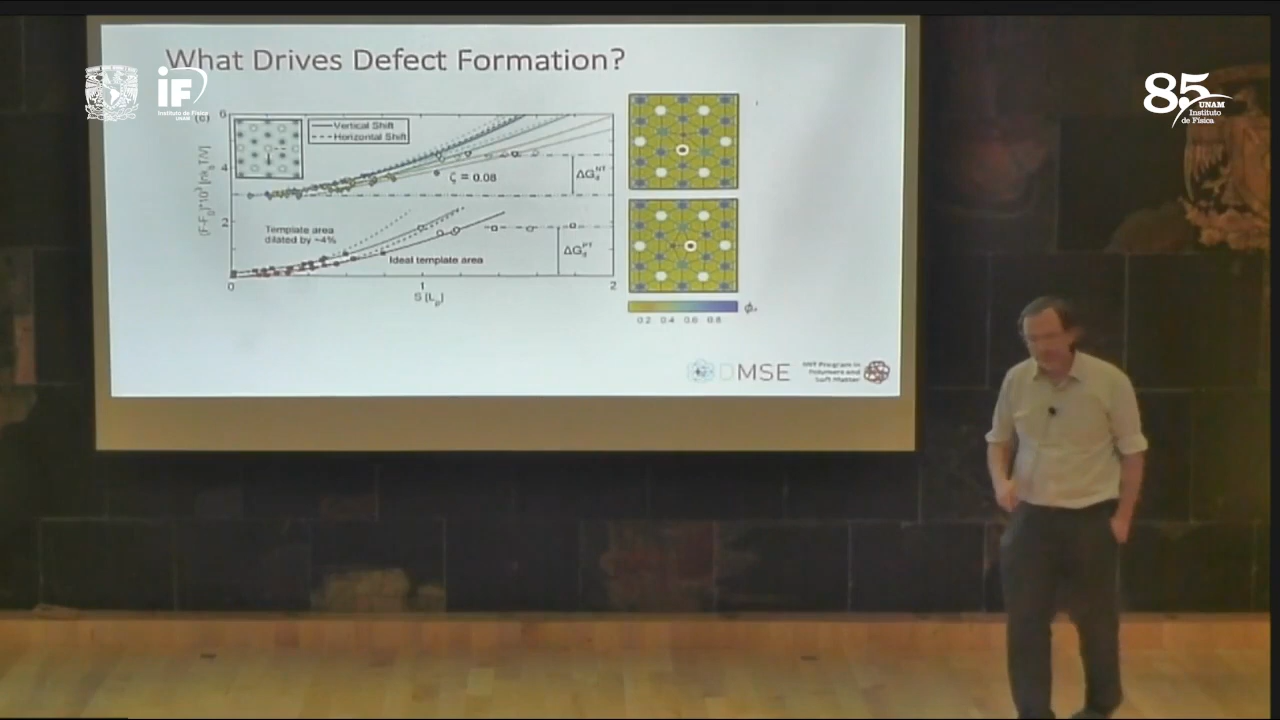 What Drives Defect Formation?
iF
Instituto de Física
UNAM
85
UNAM
Instituto
de Física
(c)
Vertical Shift
Horizontal Shift
6
4
2
ζ = 0.08
Template area
dilated by ~4%
Ideal template area
0
1
2
0.2 0.4 0.6 0.8
DMSE
MIT Program in
Polymers and
Soft Matter